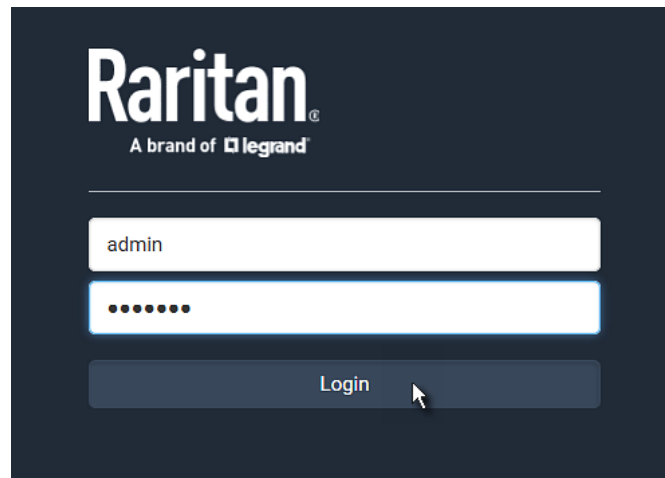 Raritan®
A brand of legrand®
admin
•••••••
Login